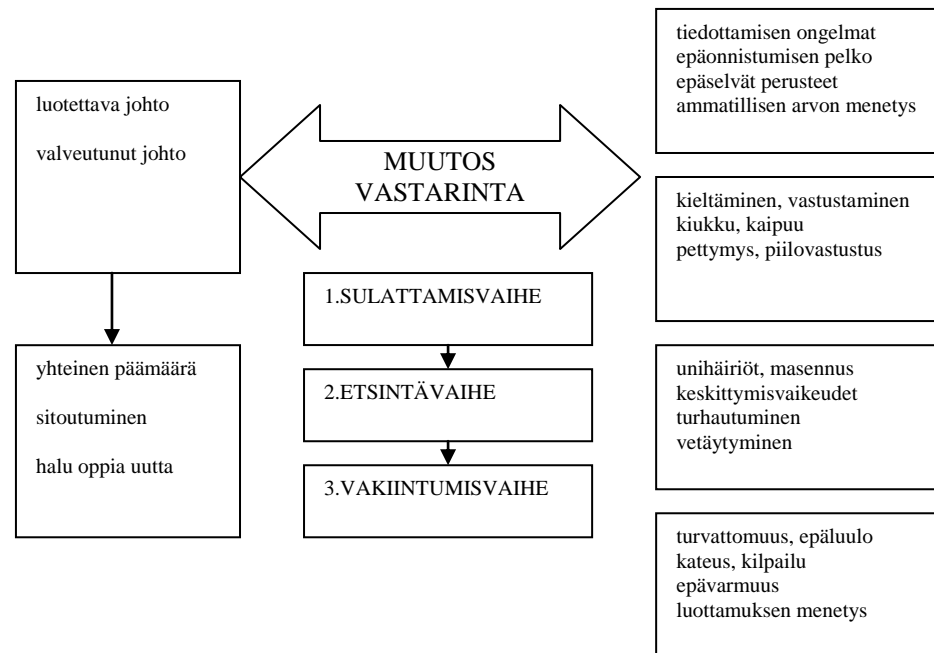 luotettava johto
valveutunut johto
yhteinen päämäärä
sitoutuminen
halu oppia uutta
MUUTOS
VASTARINTA
1.SULATTAMISVAIHE
2.ETSINTÄVAIHE
3.VAKIINTUMISVAIHE
tiedottamisen ongelmat
epäonnistumisen pelko
epäselvät perusteet
ammatillisen arvon menetys
kieltäminen, vastustaminen
kiukku, kaipuu
pettymys, piilovastustus
unihäiriöt, masennus
keskittymisvaikeudet
turhautuminen
vetäytyminen
turvattomuus, epäluulo
kateus, kilpailu
epävarmuus
luottamuksen menetys